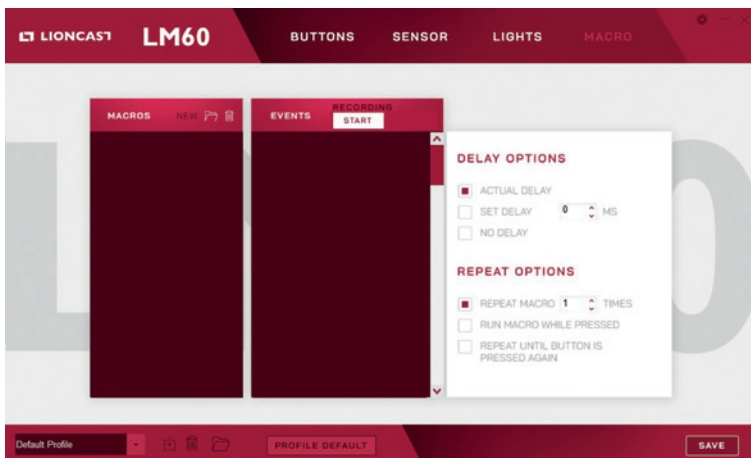 LIONCAST LM60 BUTTONS SENSOR LIGHTS MACRO
MACROS NEW
EVENTS RECORDING
START
DELAY OPTIONS
ACTUAL DELAY
SET DELAY 0 MS
NO DELAY
REPEAT OPTIONS
REPEAT MACRO 1 TIMES
RUN MACRO WHILE PRESSED
REPEAT UNTIL BUTTON IS
PRESSED AGAIN
Default Profile PROFILE DEFAULT SAVE